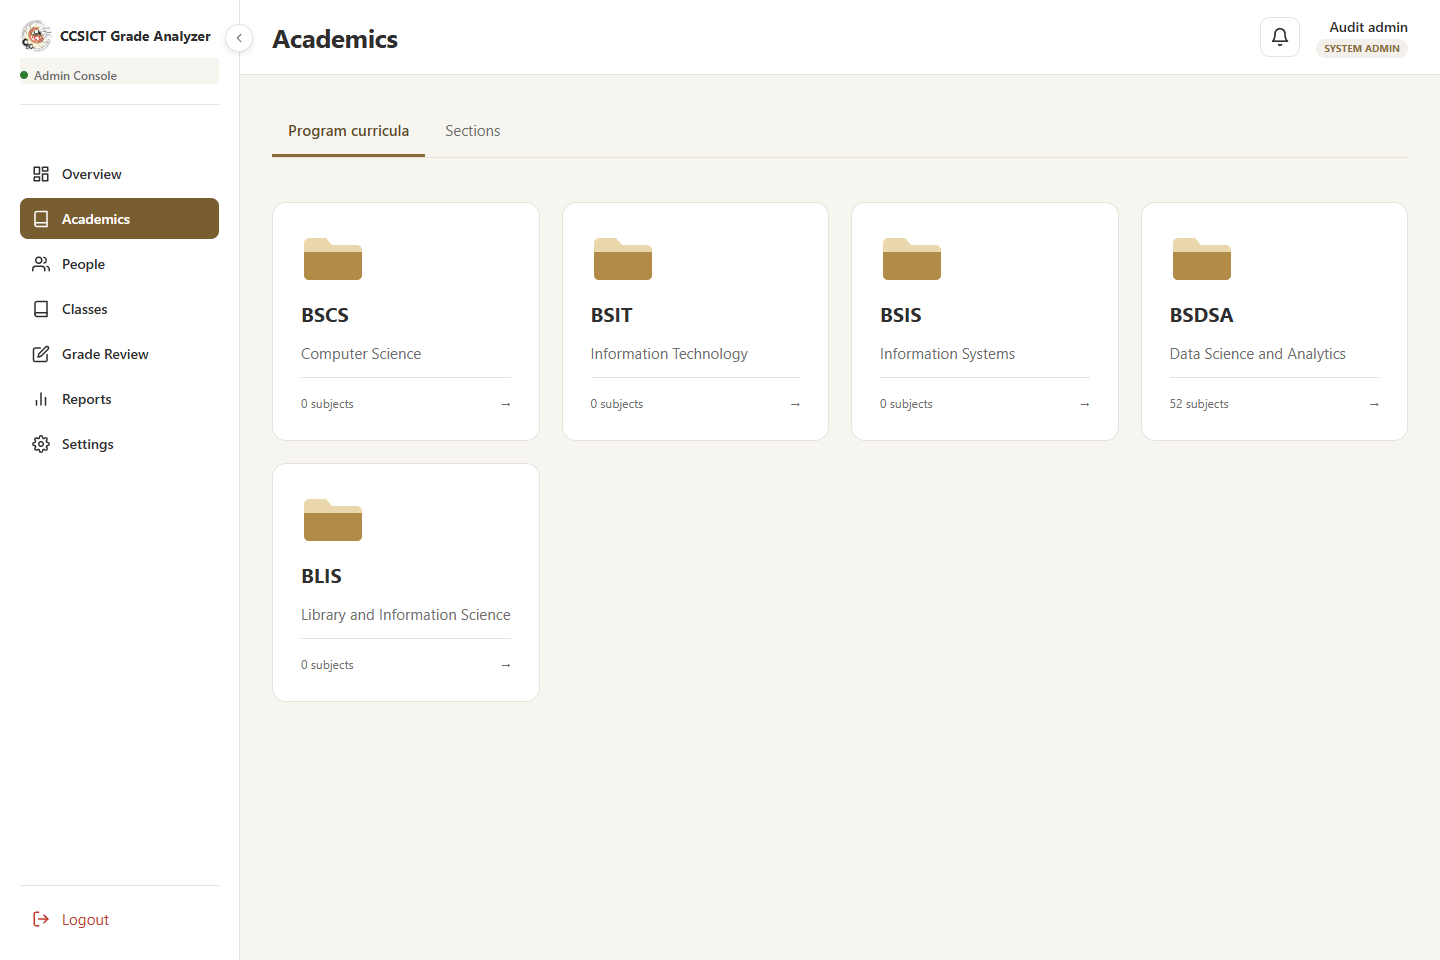 CCSICT Grade Analyzer
Admin Console
Overview
Academics
People
Classes
Grade Review
Reports
Settings
Logout
Academics
Audit admin
SYSTEM ADMIN
Program curricula
Sections
BSCS
Computer Science
0 subjects →
BSIT
Information Technology
0 subjects →
BSIS
Information Systems
0 subjects →
BSDSA
Data Science and Analytics
52 subjects →
BLIS
Library and Information Science
0 subjects →